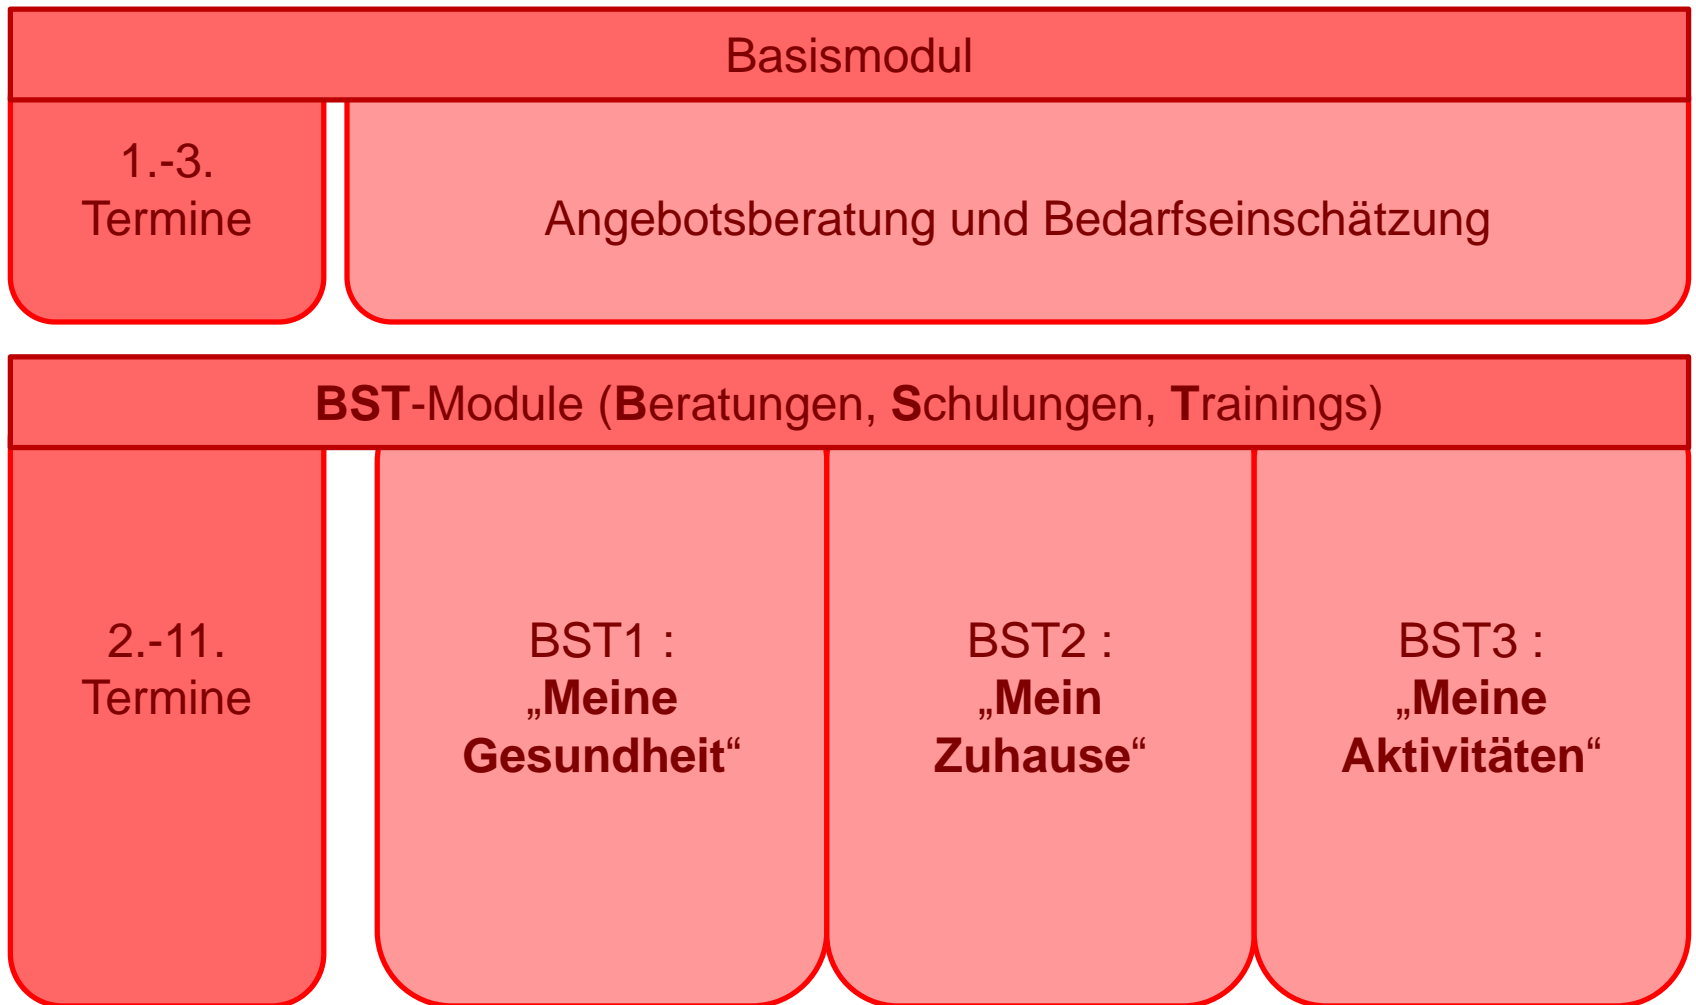 Basismodul
1.-3.
Termine
Angebotsberatung und Bedarfseinschätzung
BST-Module (Beratungen, Schulungen, Trainings)
2.-11.
Termine
BST1 :
„Meine
Gesundheit“
BST2 :
„Mein
Zuhause“
BST3 :
„Meine
Aktivitäten“